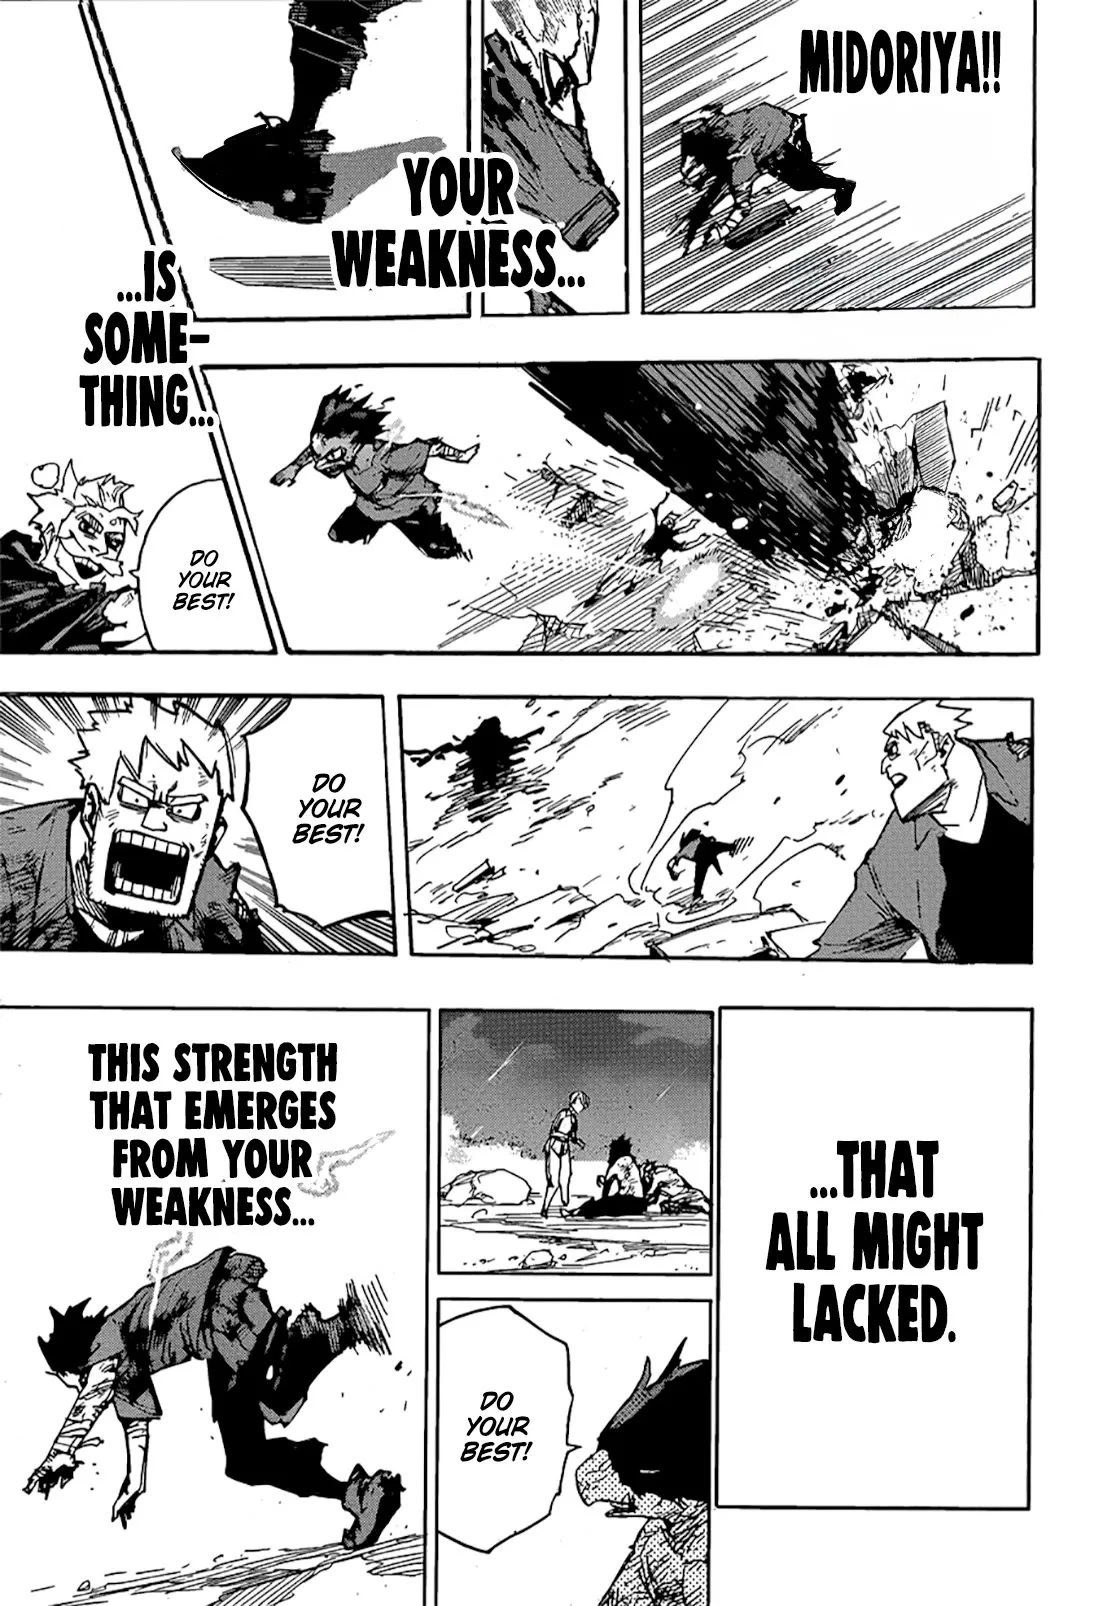 MIDORIYA!!
YOUR
WEAKNESS...
...IS
SOME-
THING...
DO
YOUR
BEST!
DO
YOUR
BEST!
...THAT
ALL MIGHT
LACKED.
DO
YOUR
BEST!
THIS STRENGTH
THAT EMERGES
FROM YOUR
WEAKNESS...